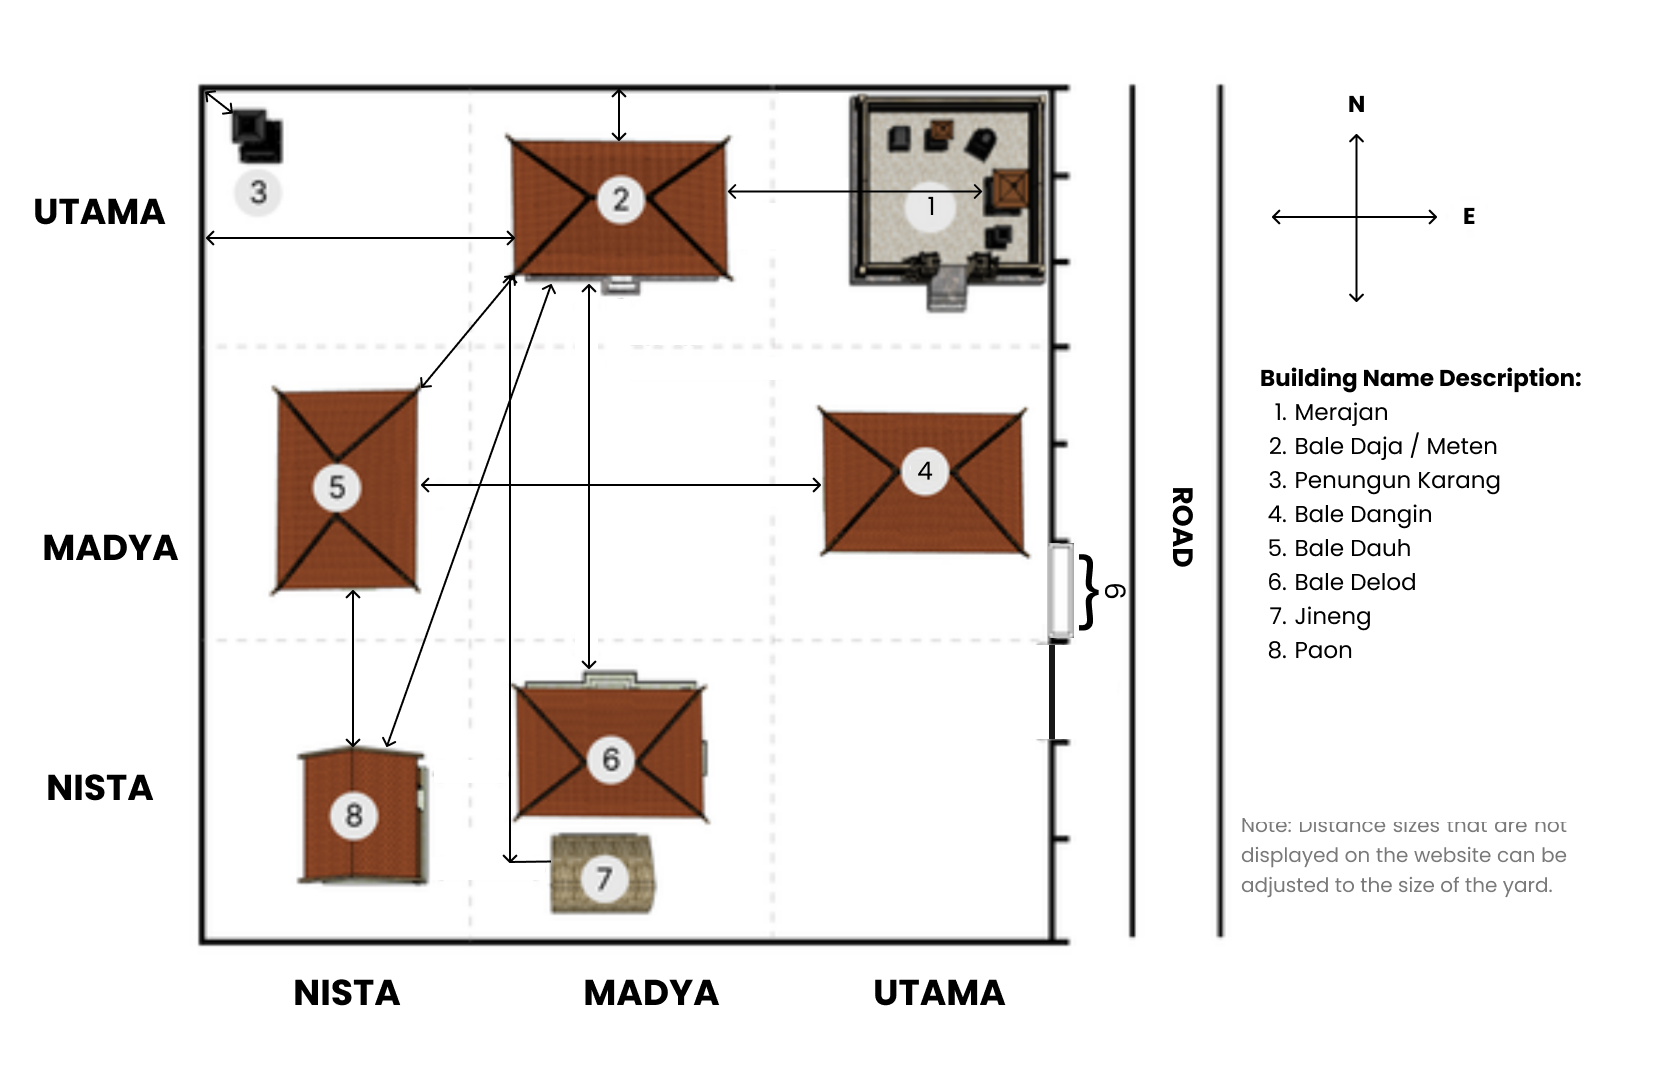 N
3
2
1
UTAMA
E
Building Name Description:
1. Merajan
2. Bale Daja / Meten
3. Penungun Karang
4. Bale Dangin
5. Bale Dauh
6. Bale Delod
7. Jineng
8. Paon
5
4
ROAD
MADYA
} 6
6
NISTA
8
7
Note: Distance sizes that are not
displayed on the website can be
adjusted to the size of the yard.
NISTA
MADYA
UTAMA